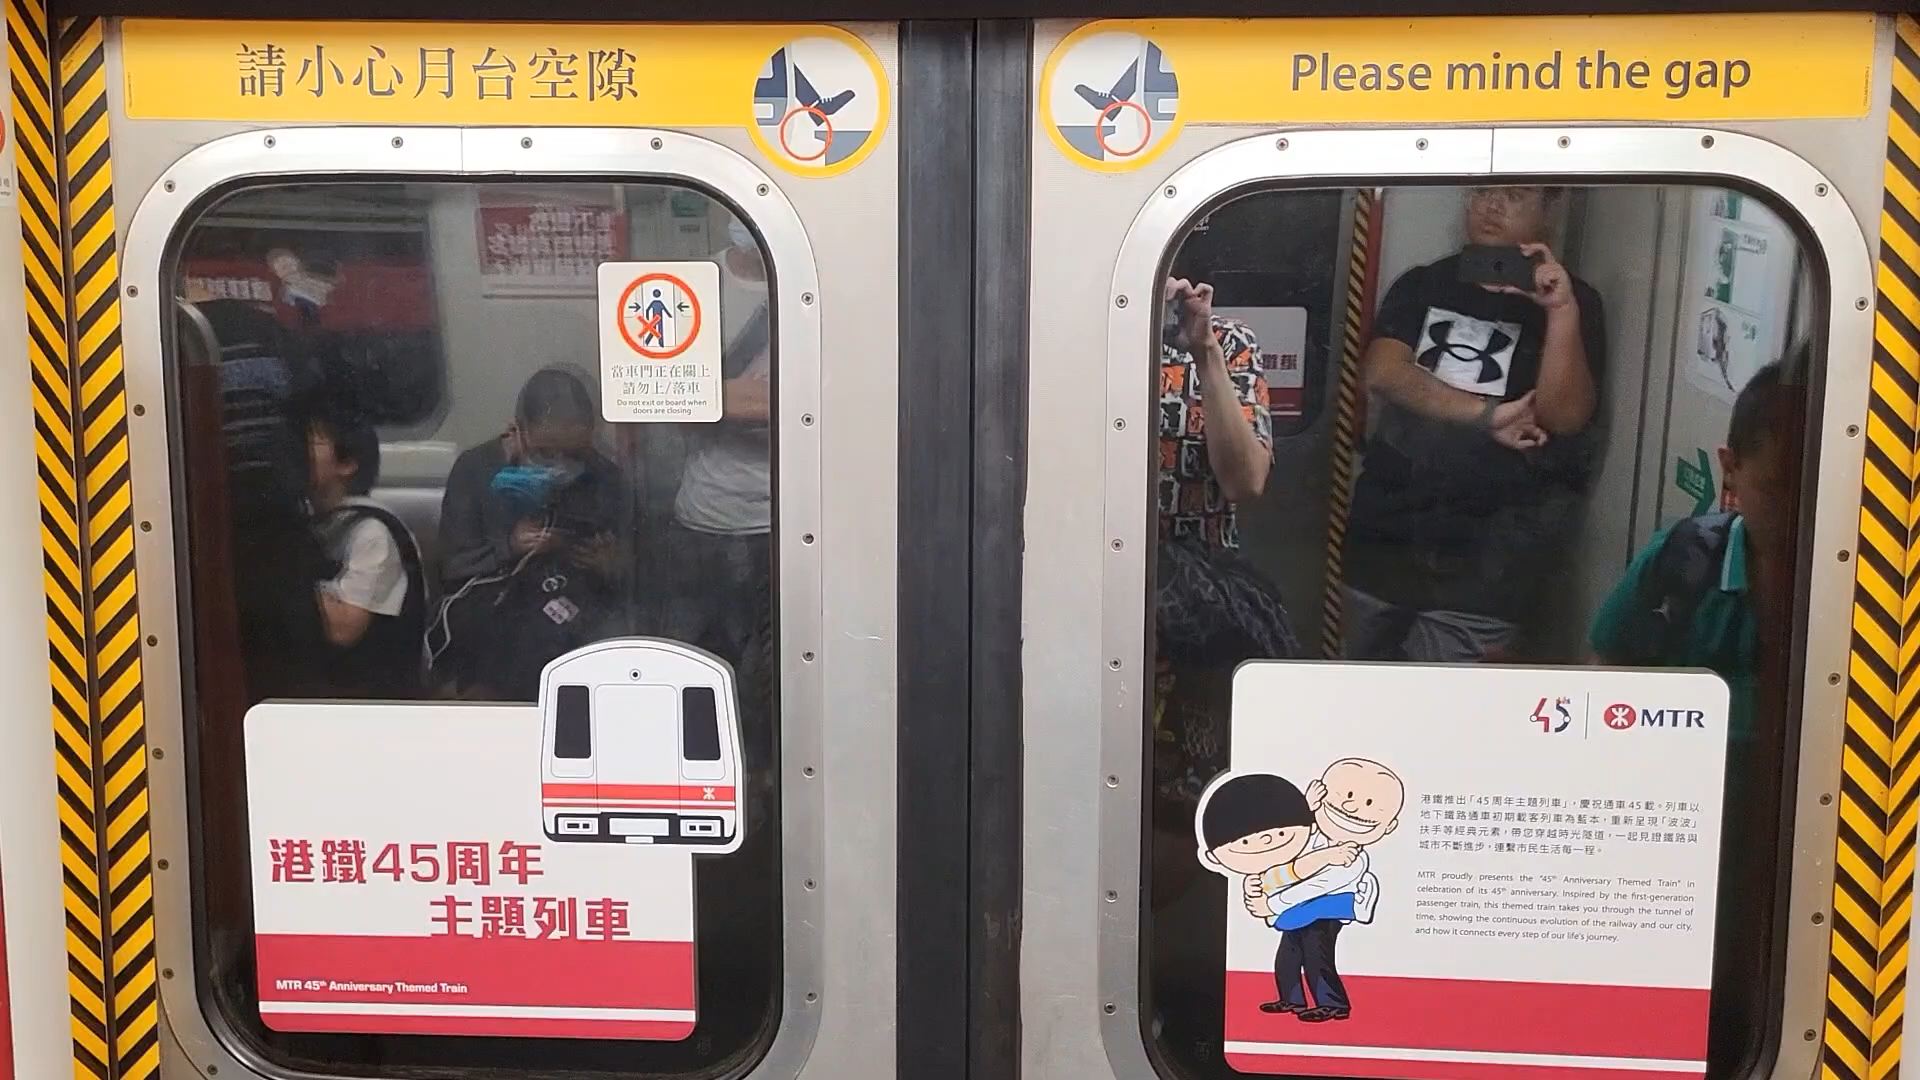 請小心月台空隙
Please mind the gap
當車門正在關上
請勿上/落車
Do not exit or board when
doors are closing
港鐵45周年
主題列車
MTR 45th Anniversary Themed Train
45
MTR
港鐵推出「45周年主題列車」，慶祝通車45載。列車以
地下鐵路通車初期載客列車為藍本，重新呈現「波波」
扶手等經典元素，帶您穿越時光隧道，一起見證鐵路與
城市不斷進步，連繫市民生活每一程。
MTR proudly presents the "45th Anniversary Themed Train" in
celebration of its 45th anniversary. Inspired by the first-generation
passenger train, this themed train takes you through the tunnel of
time, showing the continuous evolution of the railway and our city,
and how it connects every step of our life's journey.